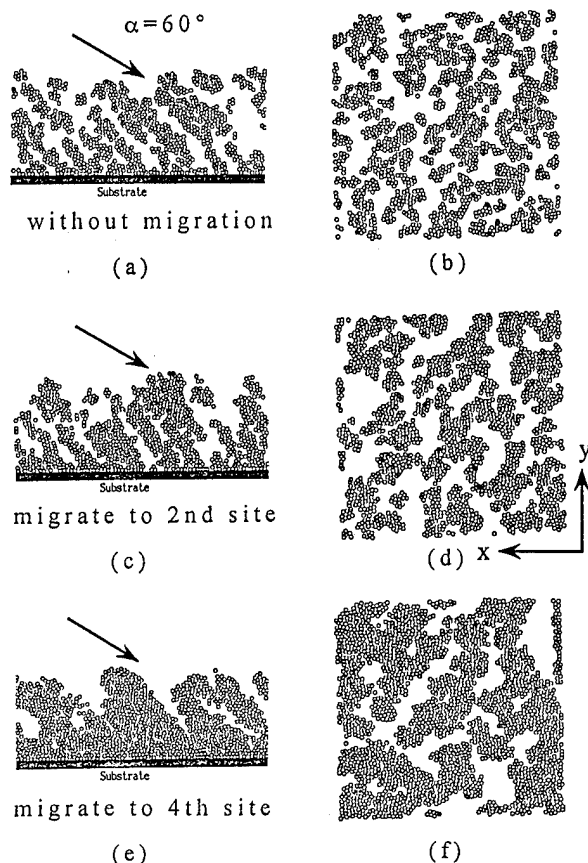 α=60°
Substrate
without migration
(a)
(b)
Substrate
migrate to 2nd site
(c)
(d)
y
x
Substrate
migrate to 4th site
(e)
(f)